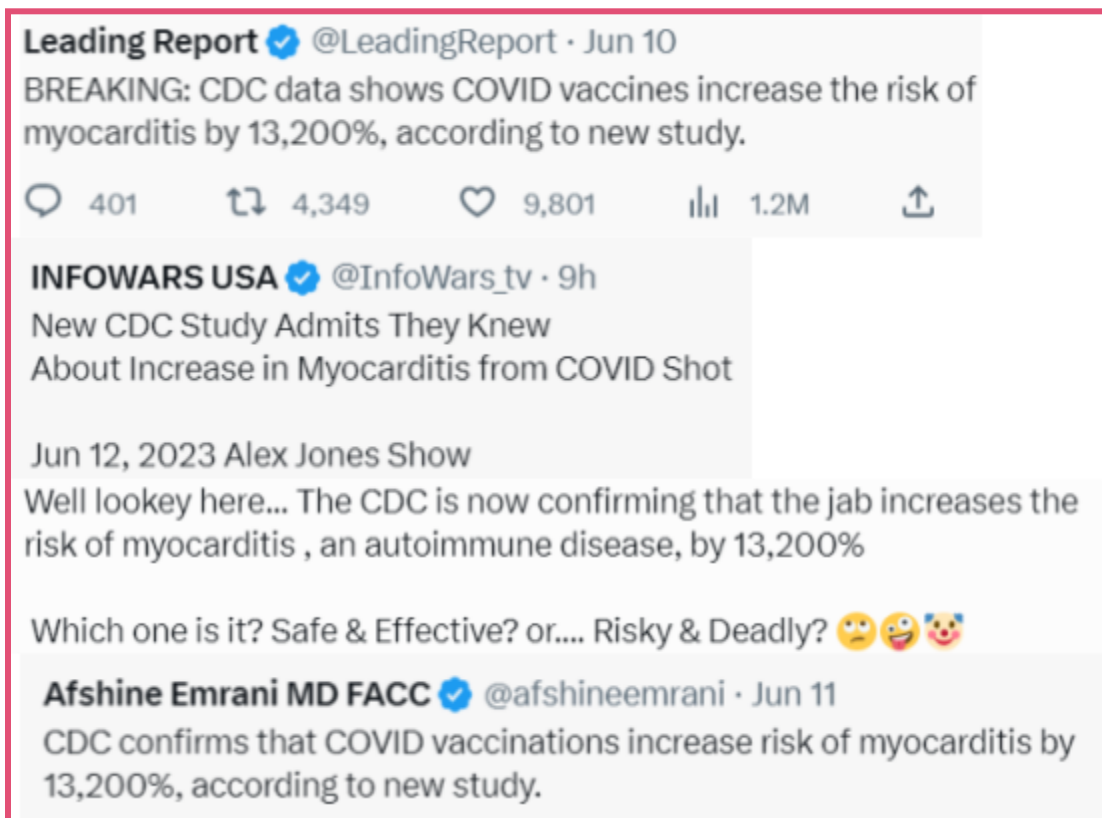 Leading Report @LeadingReport · Jun 10
BREAKING: CDC data shows COVID vaccines increase the risk of
myocarditis by 13,200%, according to new study.
401 4,349 9,801 1.2M
INFOWARS USA @InfoWars_tv · 9h
New CDC Study Admits They Knew
About Increase in Myocarditis from COVID Shot
Jun 12, 2023 Alex Jones Show
Well lookey here... The CDC is now confirming that the jab increases the
risk of myocarditis , an autoimmune disease, by 13,200%
Which one is it? Safe & Effective? or.... Risky & Deadly? 🙄🤪🤡
Afshine Emrani MD FACC @afshineemrani · Jun 11
CDC confirms that COVID vaccinations increase risk of myocarditis by
13,200%, according to new study.